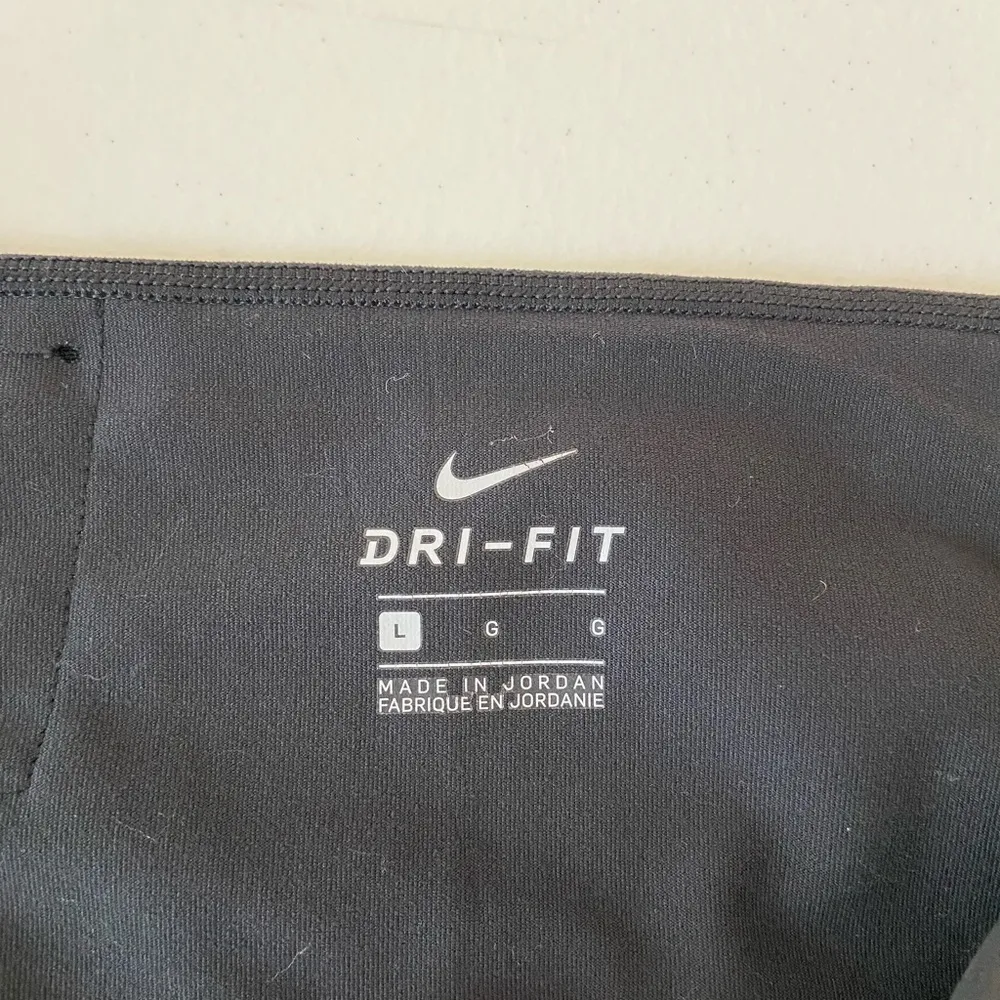 DRI-FIT
L G G
MADE IN JORDAN
FABRIQUE EN JORDANIE